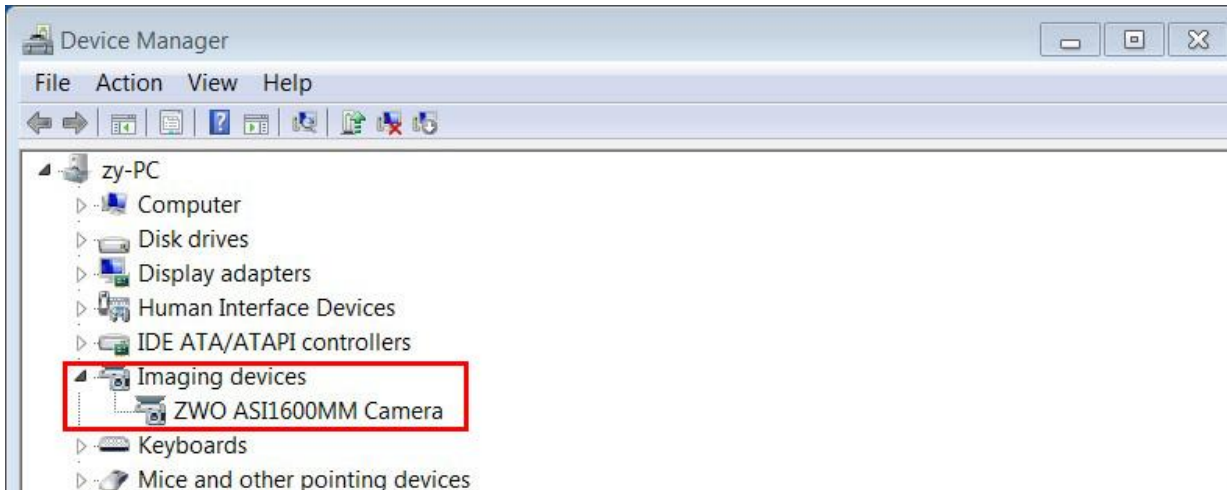 Device Manager
File Action View Help
zy-PC
Computer
Disk drives
Display adapters
Human Interface Devices
IDE ATA/ATAPI controllers
Imaging devices
ZWO ASI1600MM Camera
Keyboards
Mice and other pointing devices